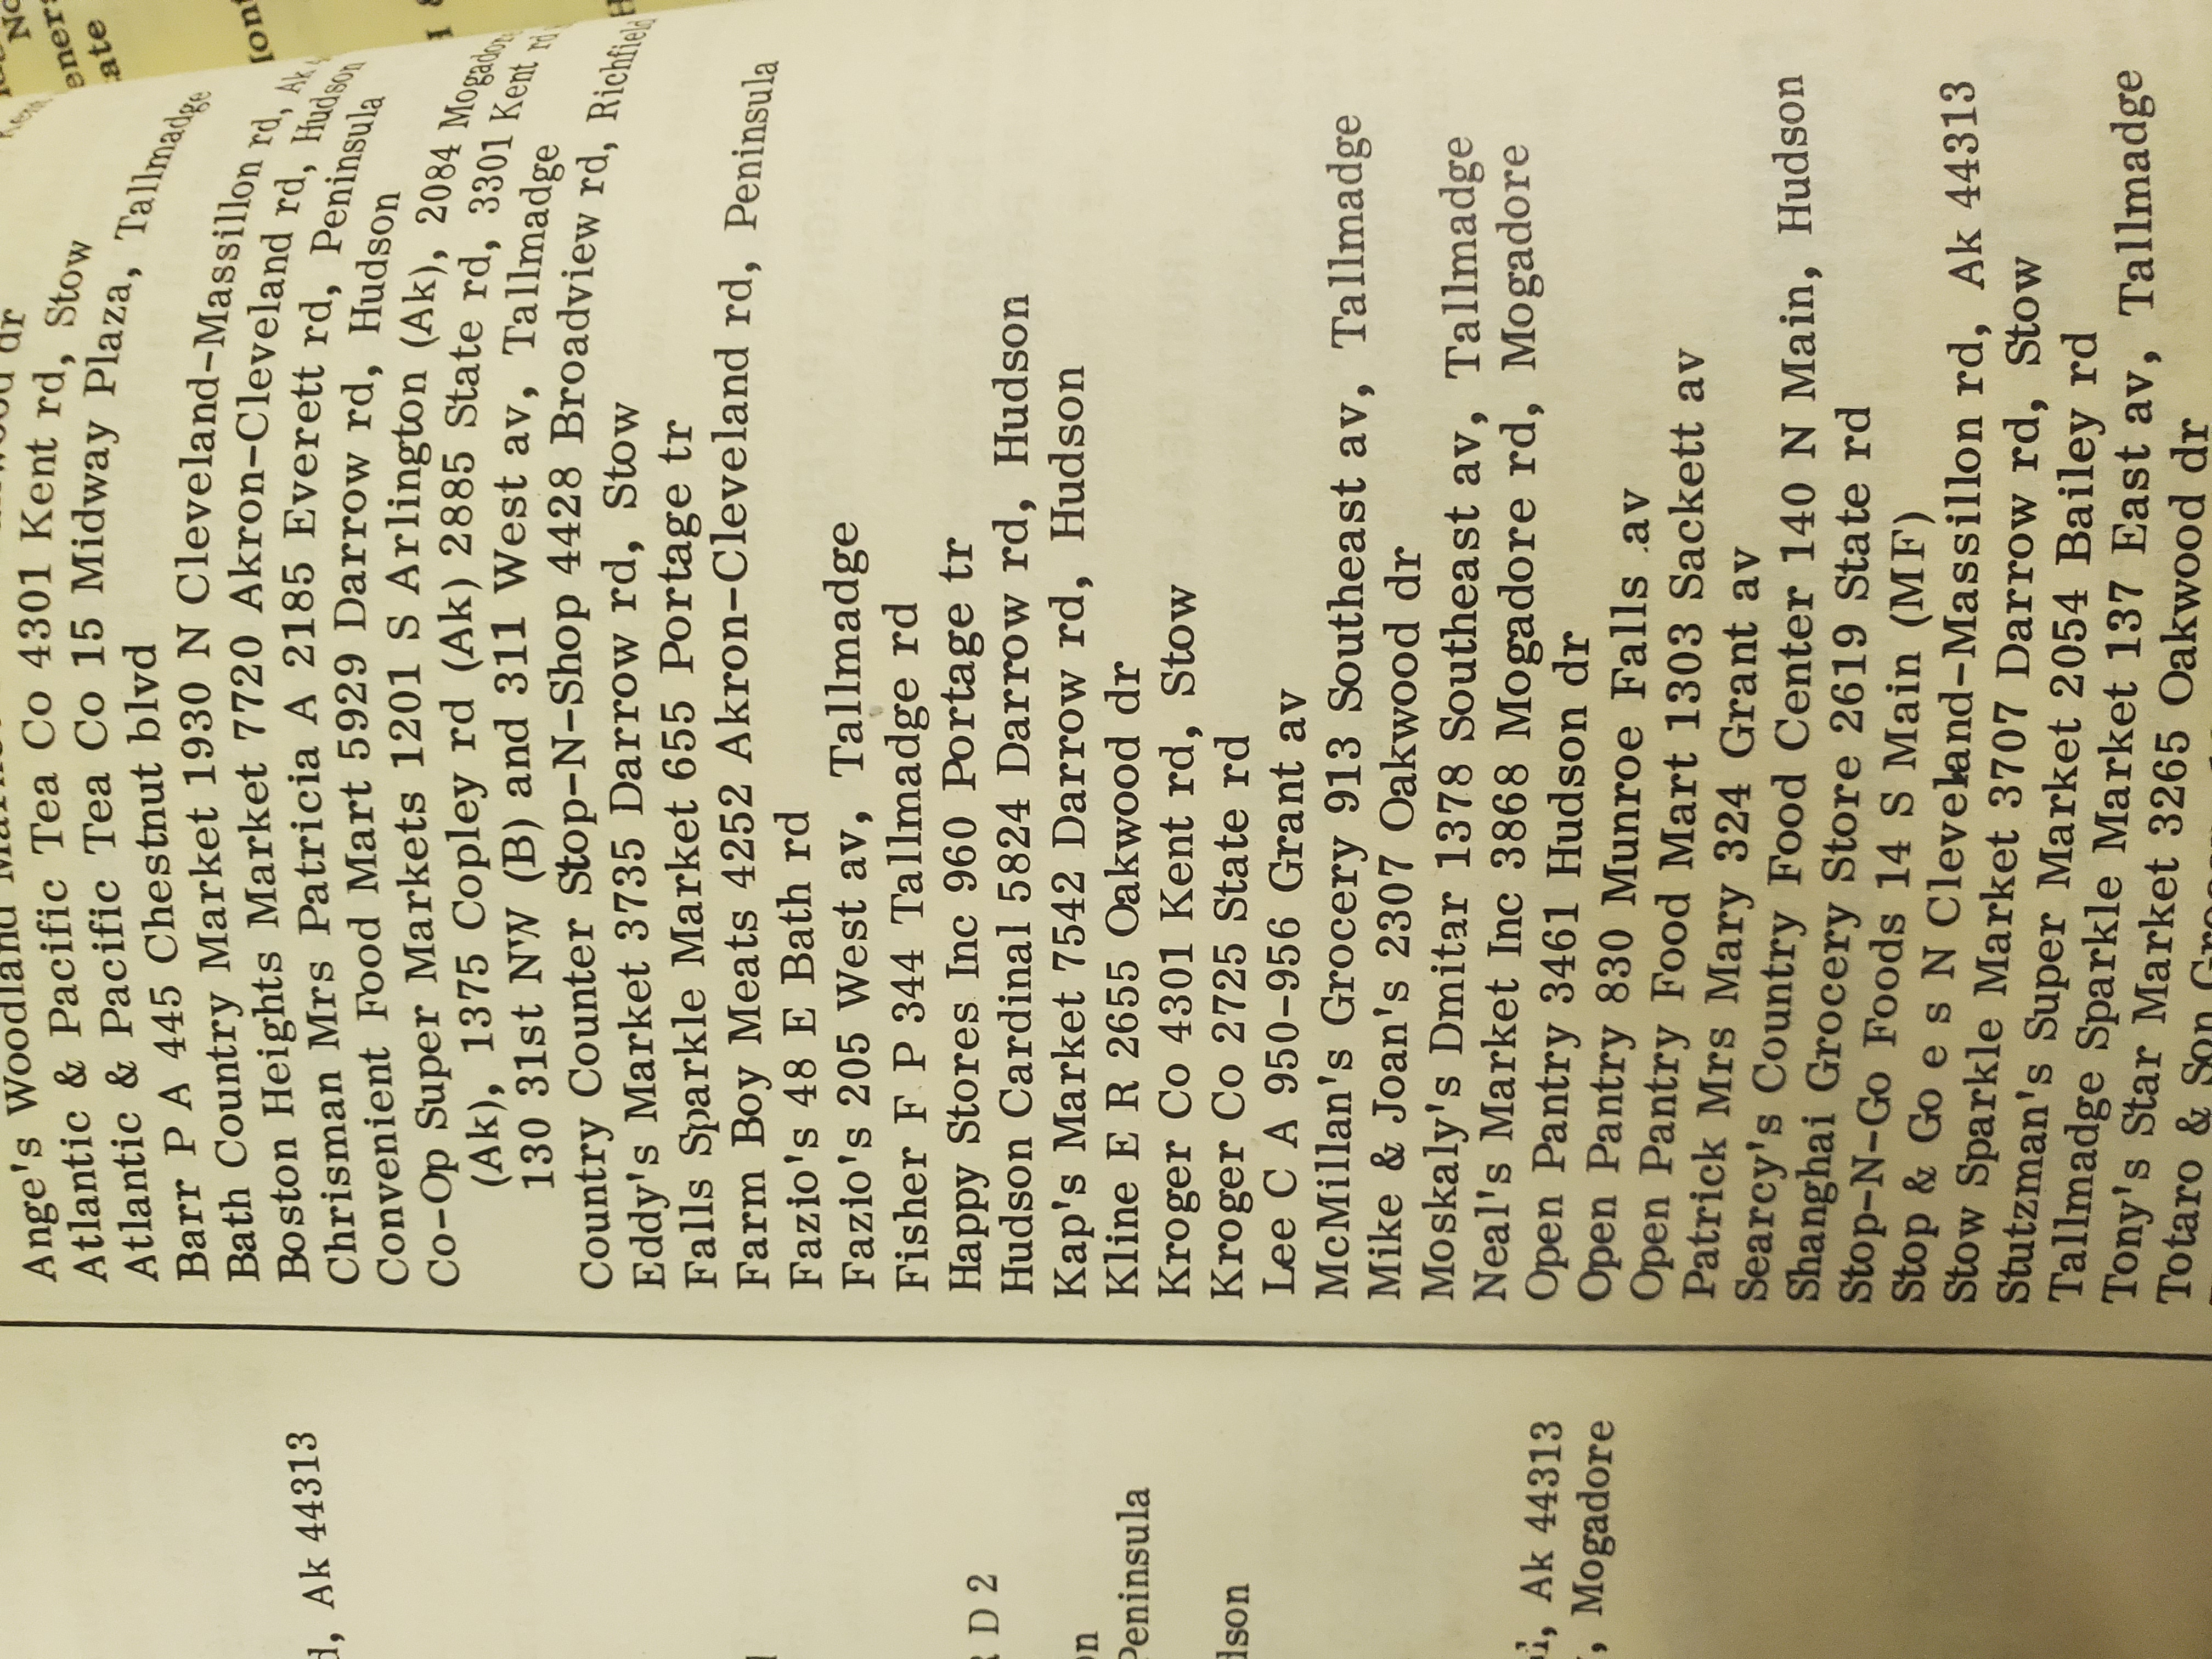 Ak 44313
R D 2
Peninsula
dson
Ak 44313
, Mogadore
Ange's Woodland dr
Atlantic & Pacific Tea Co 4301 Kent rd, Stow
Atlantic & Pacific Tea Co 15 Midway Plaza, Tallmadge
Barr P A 445 Chestnut blvd
Bath Country Market 1930 N Cleveland-Massillon rd, Ak
Boston Heights Market 7720 Akron-Cleveland rd, Hudson
Chrisman Mrs Patricia A 2185 Everett rd, Peninsula
Convenient Food Mart 5929 Darrow rd, Hudson
Co-Op Super Markets 1201 S Arlington (Ak), 2084 Mogadore
(Ak), 1375 Copley rd (Ak) 2885 State rd, 3301 Kent rd
130 31st NW (B) and 311 West av, Tallmadge
Country Counter Stop-N-Shop 4428 Broadview rd, Richfield
Eddy's Market 3735 Darrow rd, Stow
Falls Sparkle Market 655 Portage tr
Farm Boy Meats 4252 Akron-Cleveland rd, Peninsula
Fazio's 48 E Bath rd
Fazio's 205 West av, Tallmadge
Fisher F P 344 Tallmadge rd
Happy Stores Inc 960 Portage tr
Hudson Cardinal 5824 Darrow rd, Hudson
Kap's Market 7542 Darrow rd, Hudson
Kline E R 2655 Oakwood dr
Kroger Co 4301 Kent rd, Stow
Kroger Co 2725 State rd
Lee C A 950-956 Grant av
McMillan's Grocery 913 Southeast av, Tallmadge
Mike & Joan's 2307 Oakwood dr
Moskaly's Dmitar 1378 Southeast av, Tallmadge
Neal's Market Inc 3868 Mogadore rd, Mogadore
Open Pantry 3461 Hudson dr
Open Pantry 830 Munroe Falls av
Open Pantry Food Mart 1303 Sackett av
Patrick Mrs Mary 324 Grant av
Searcy's Country Food Center 140 N Main, Hudson
Shanghai Grocery Store 2619 State rd
Stop-N-Go Foods 14 S Main (MF)
Stop & Go e s N Cleveland-Massillon rd, Ak 44313
Stow Sparkle Market 3707 Darrow rd, Stow
Stutzman's Super Market 2054 Bailey rd
Tallmadge Sparkle Market 137 East av, Tallmadge
Tony's Star Market 3265 Oakwood dr
Totaro & Son